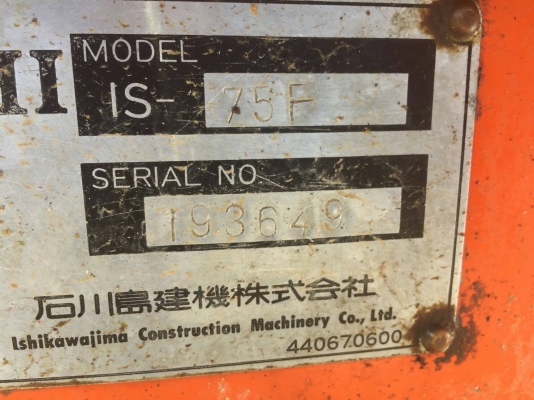 MODEL
IS- 75F
SERIAL NO
193649
石川島建機株式会社
Ishikawajima Construction Machinery Co., Ltd.
44067.0600